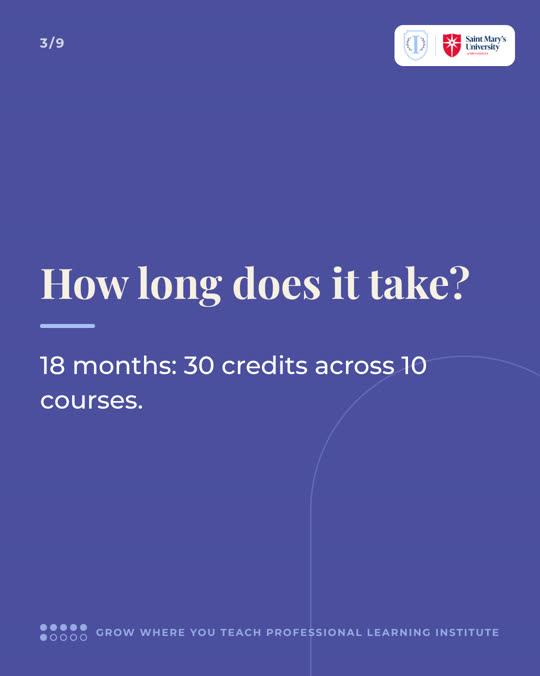 3/9
Saint Mary's
University
How long does it take?
18 months: 30 credits across 10
courses.
GROW WHERE YOU TEACH PROFESSIONAL LEARNING INSTITUTE